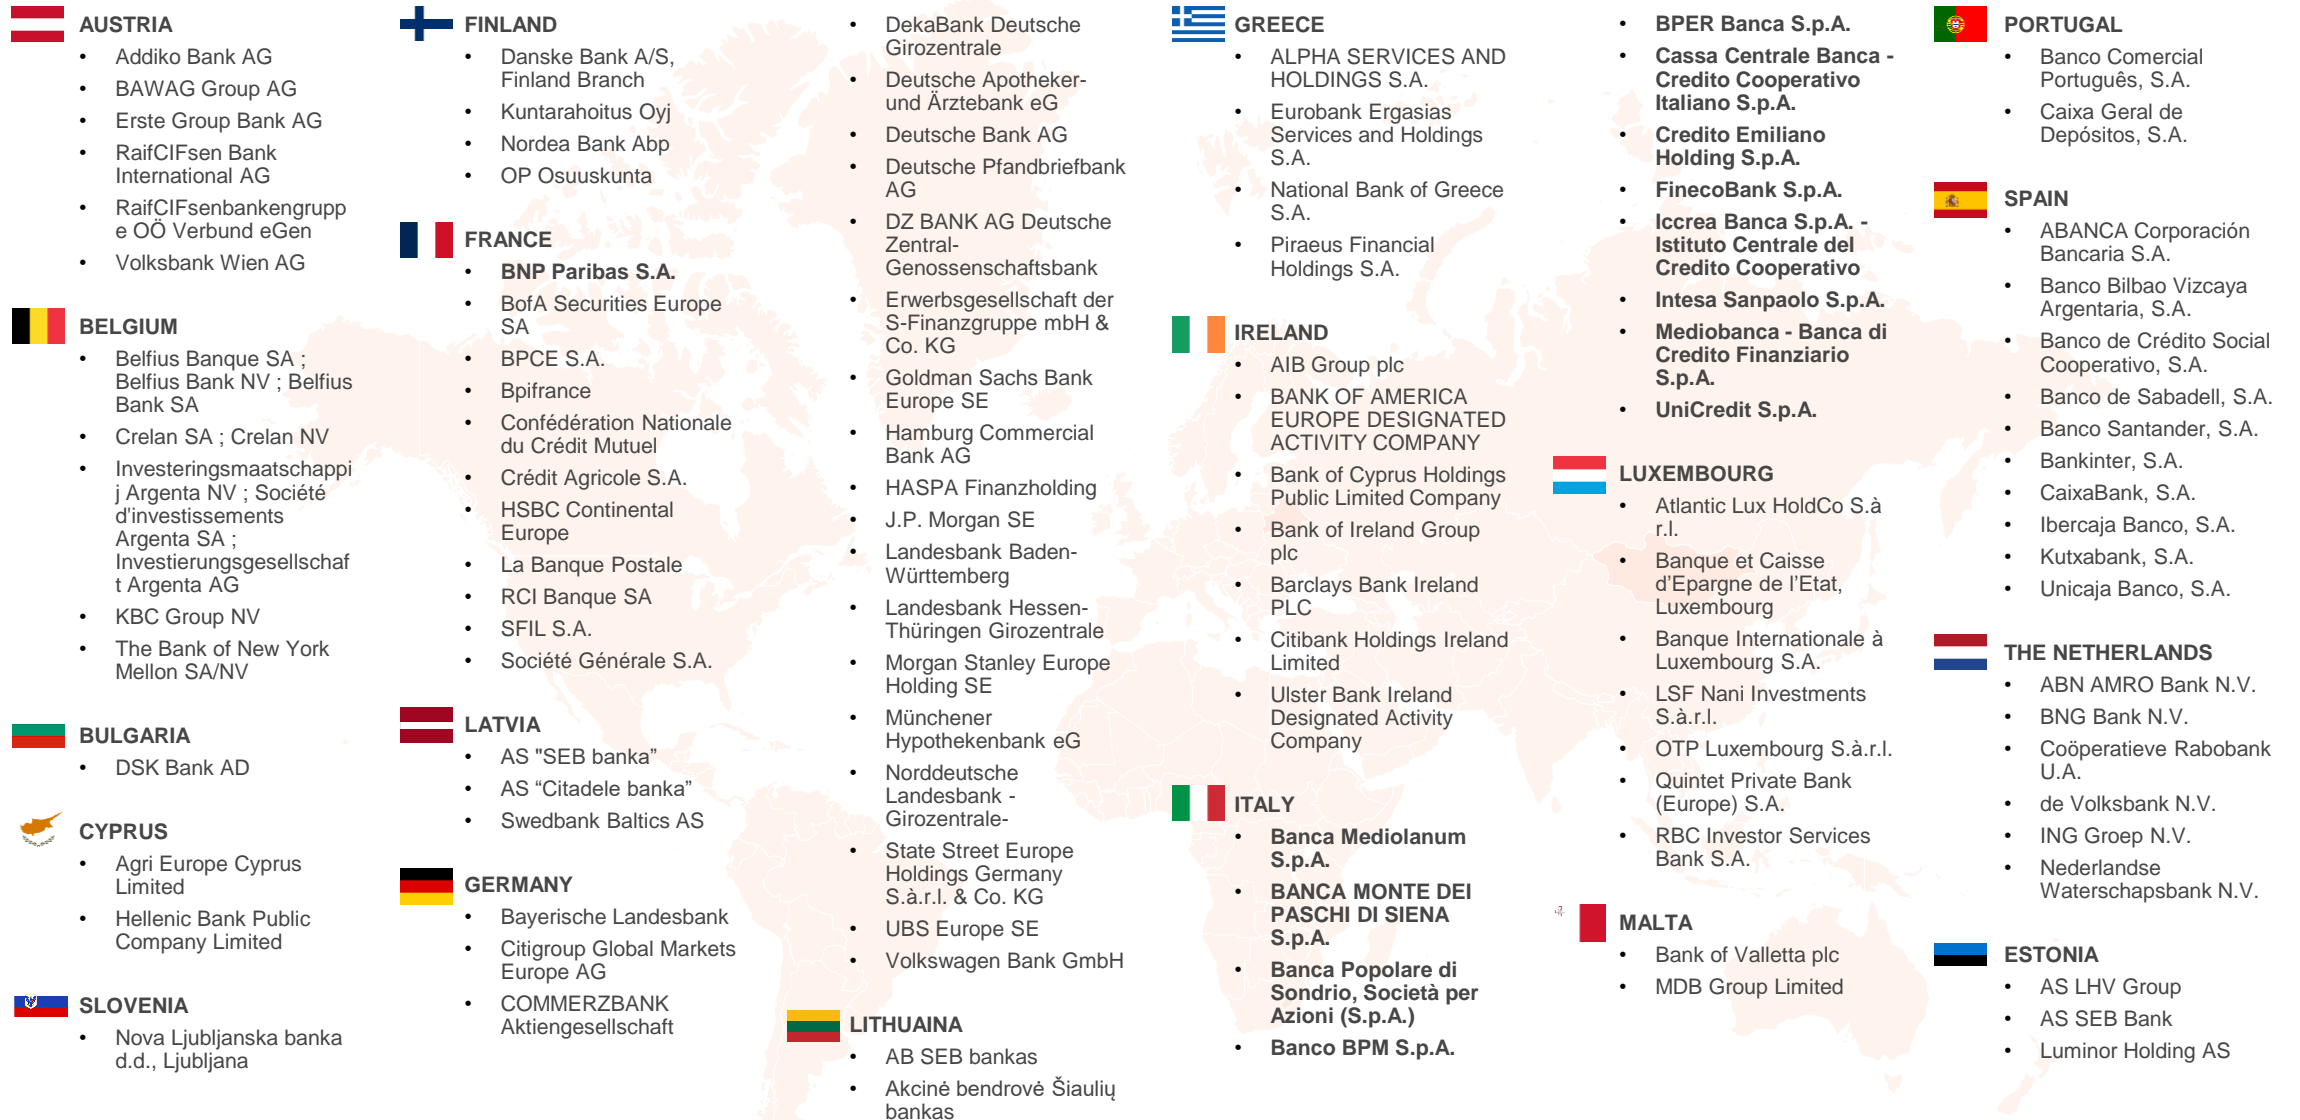 AUSTRIA
• Addiko Bank AG
• BAWAG Group AG
• Erste Group Bank AG
• RaifCIFsen Bank
International AG
• RaifCIFsenbankengrupp
e OÖ Verbund eGen
• Volksbank Wien AG
BELGIUM
• Belfius Banque SA ;
Belfius Bank NV ; Belfius
Bank SA
• Crelan SA ; Crelan NV
• Investeringsmaatschappi
j Argenta NV ; Société
d'investissements
Argenta SA ;
Investierungsgesellschaf
t Argenta AG
• KBC Group NV
• The Bank of New York
Mellon SA/NV
BULGARIA
• DSK Bank AD
CYPRUS
• Agri Europe Cyprus
Limited
• Hellenic Bank Public
Company Limited
SLOVENIA
• Nova Ljubljanska banka
d.d., Ljubljana
FINLAND
• Danske Bank A/S,
Finland Branch
• Kuntarahoitus Oyj
• Nordea Bank Abp
• OP Osuuskunta
FRANCE
• BNP Paribas S.A.
• BofA Securities Europe
SA
• BPCE S.A.
• Bpifrance
• Confédération Nationale
du Crédit Mutuel
• Crédit Agricole S.A.
• HSBC Continental
Europe
• La Banque Postale
• RCI Banque SA
• SFIL S.A.
• Société Générale S.A.
LATVIA
• AS "SEB banka”
• AS “Citadele banka”
• Swedbank Baltics AS
GERMANY
• Bayerische Landesbank
• Citigroup Global Markets
Europe AG
• COMMERZBANK
Aktiengesellschaft
• DekaBank Deutsche
Girozentrale
• Deutsche Apotheker-
und Ärztebank eG
• Deutsche Bank AG
• Deutsche Pfandbriefbank
AG
• DZ BANK AG Deutsche
Zentral-
Genossenschaftsbank
• Erwerbsgesellschaft der
S-Finanzgruppe mbH &
Co. KG
• Goldman Sachs Bank
Europe SE
• Hamburg Commercial
Bank AG
• HASPA Finanzholding
• J.P. Morgan SE
• Landesbank Baden-
Württemberg
• Landesbank Hessen-
Thüringen Girozentrale
• Morgan Stanley Europe
Holding SE
• Münchener
Hypothekenbank eG
• Norddeutsche
Landesbank -
Girozentrale-
• State Street Europe
Holdings Germany
S.à.r.l. & Co. KG
• UBS Europe SE
• Volkswagen Bank GmbH
LITHUAINA
• AB SEB bankas
• Akcinė bendrovė Šiaulių
bankas
GREECE
• ALPHA SERVICES AND
HOLDINGS S.A.
• Eurobank Ergasias
Services and Holdings
S.A.
• National Bank of Greece
S.A.
• Piraeus Financial
Holdings S.A.
IRELAND
• AIB Group plc
• BANK OF AMERICA
EUROPE DESIGNATED
ACTIVITY COMPANY
• Bank of Cyprus Holdings
Public Limited Company
• Bank of Ireland Group
plc
• Barclays Bank Ireland
PLC
• Citibank Holdings Ireland
Limited
• Ulster Bank Ireland
Designated Activity
Company
ITALY
• Banca Mediolanum
S.p.A.
• BANCA MONTE DEI
PASCHI DI SIENA
S.p.A.
• Banca Popolare di
Sondrio, Società per
Azioni (S.p.A.)
• Banco BPM S.p.A.
• BPER Banca S.p.A.
• Cassa Centrale Banca -
Credito Cooperativo
Italiano S.p.A.
• Credito Emiliano
Holding S.p.A.
• FinecoBank S.p.A.
• Iccrea Banca S.p.A. -
Istituto Centrale del
Credito Cooperativo
• Intesa Sanpaolo S.p.A.
• Mediobanca - Banca di
Credito Finanziario
S.p.A.
• UniCredit S.p.A.
LUXEMBOURG
• Atlantic Lux HoldCo S.à
r.l.
• Banque et Caisse
d’Epargne de l’Etat,
Luxembourg
• Banque Internationale à
Luxembourg S.A.
• LSF Nani Investments
S.à.r.l.
• OTP Luxembourg S.à.r.l.
• Quintet Private Bank
(Europe) S.A.
• RBC Investor Services
Bank S.A.
MALTA
• Bank of Valletta plc
• MDB Group Limited
PORTUGAL
• Banco Comercial
Português, S.A.
• Caixa Geral de
Depósitos, S.A.
SPAIN
• ABANCA Corporación
Bancaria S.A.
• Banco Bilbao Vizcaya
Argentaria, S.A.
• Banco de Crédito Social
Cooperativo, S.A.
• Banco de Sabadell, S.A.
• Banco Santander, S.A.
• Bankinter, S.A.
• CaixaBank, S.A.
• Ibercaja Banco, S.A.
• Kutxabank, S.A.
• Unicaja Banco, S.A.
THE NETHERLANDS
• ABN AMRO Bank N.V.
• BNG Bank N.V.
• Coöperatieve Rabobank
U.A.
• de Volksbank N.V.
• ING Groep N.V.
• Nederlandse
Waterschapsbank N.V.
ESTONIA
• AS LHV Group
• AS SEB Bank
• Luminor Holding AS